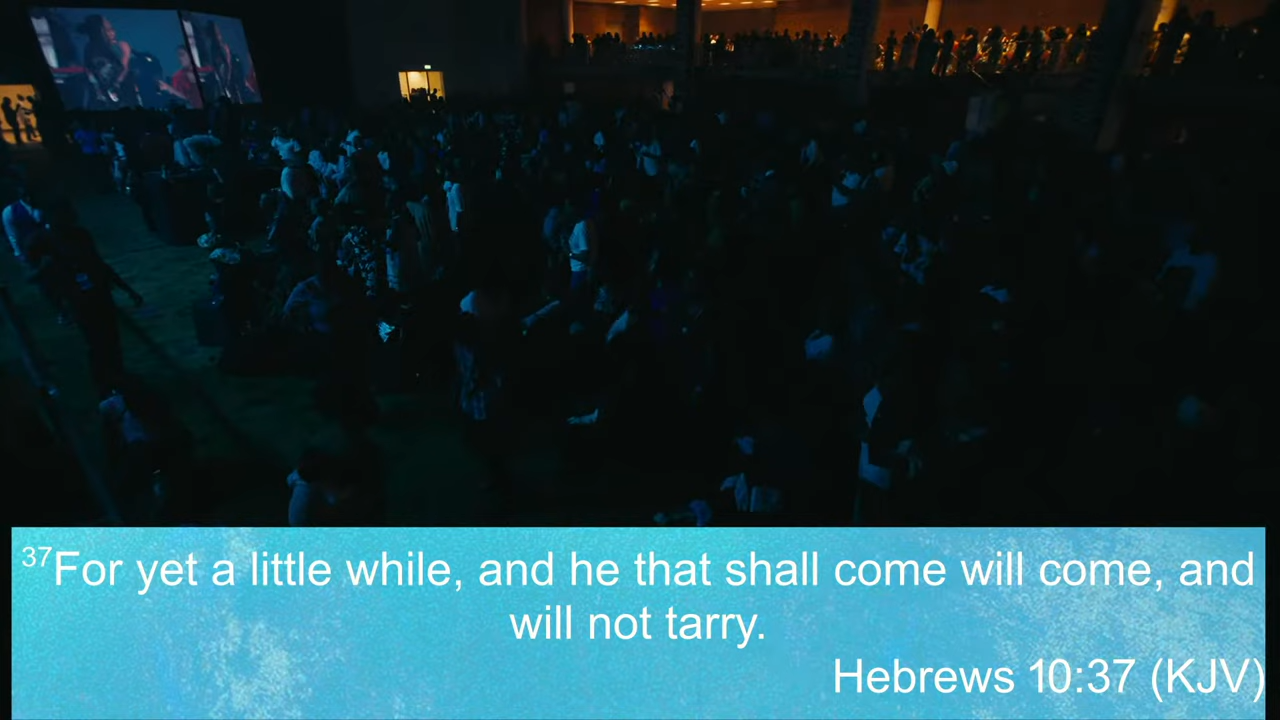 37For yet a little while, and he that shall come will come, and
will not tarry.
Hebrews 10:37 (KJV)